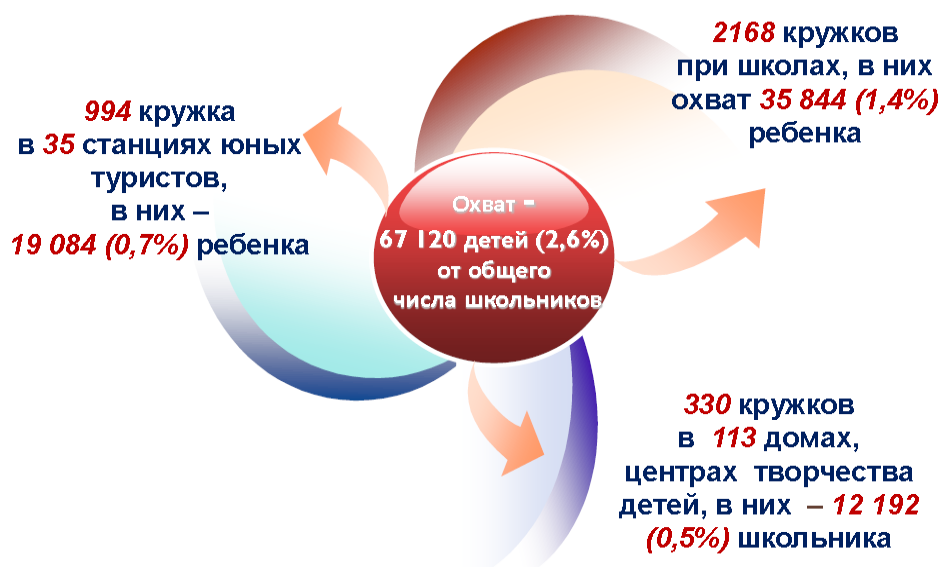 994 кружка
в 35 станциях юных
туристов,
в них –
19 084 (0,7%) ребенка
2168 кружков
при школах, в них
охват 35 844 (1,4%)
ребенка
Охват -
67 120 детей (2,6%)
от общего
числа школьников
330 кружков
в 113 домах,
центрах творчества
детей, в них – 12 192
(0,5%) школьника